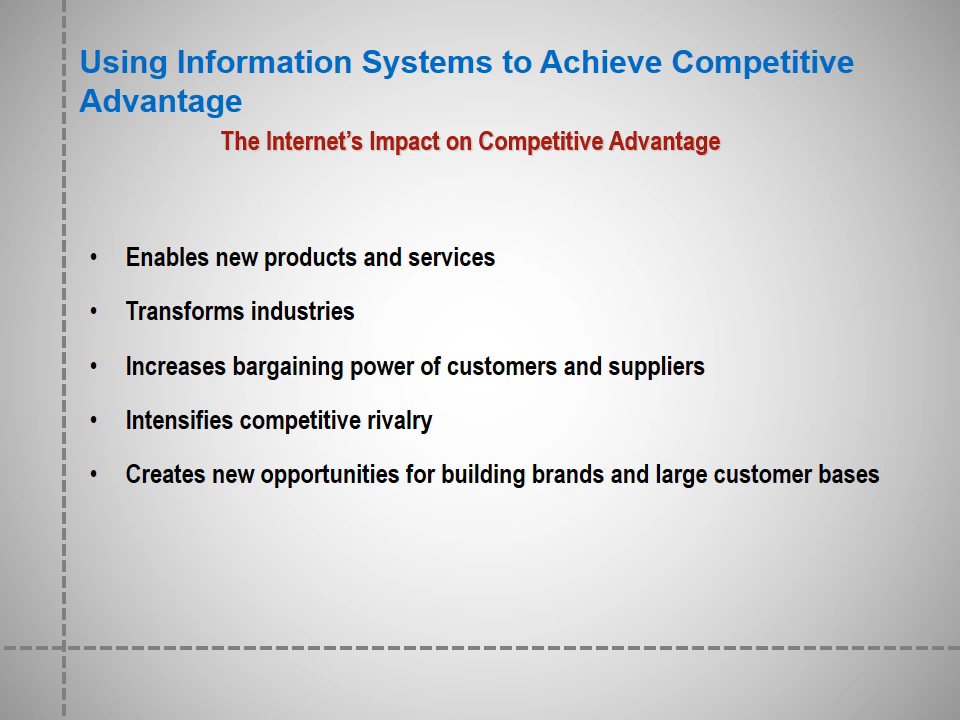 Using Information Systems to Achieve Competitive
Advantage
The Internet’s Impact on Competitive Advantage
• Enables new products and services
• Transforms industries
• Increases bargaining power of customers and suppliers
• Intensifies competitive rivalry
• Creates new opportunities for building brands and large customer bases